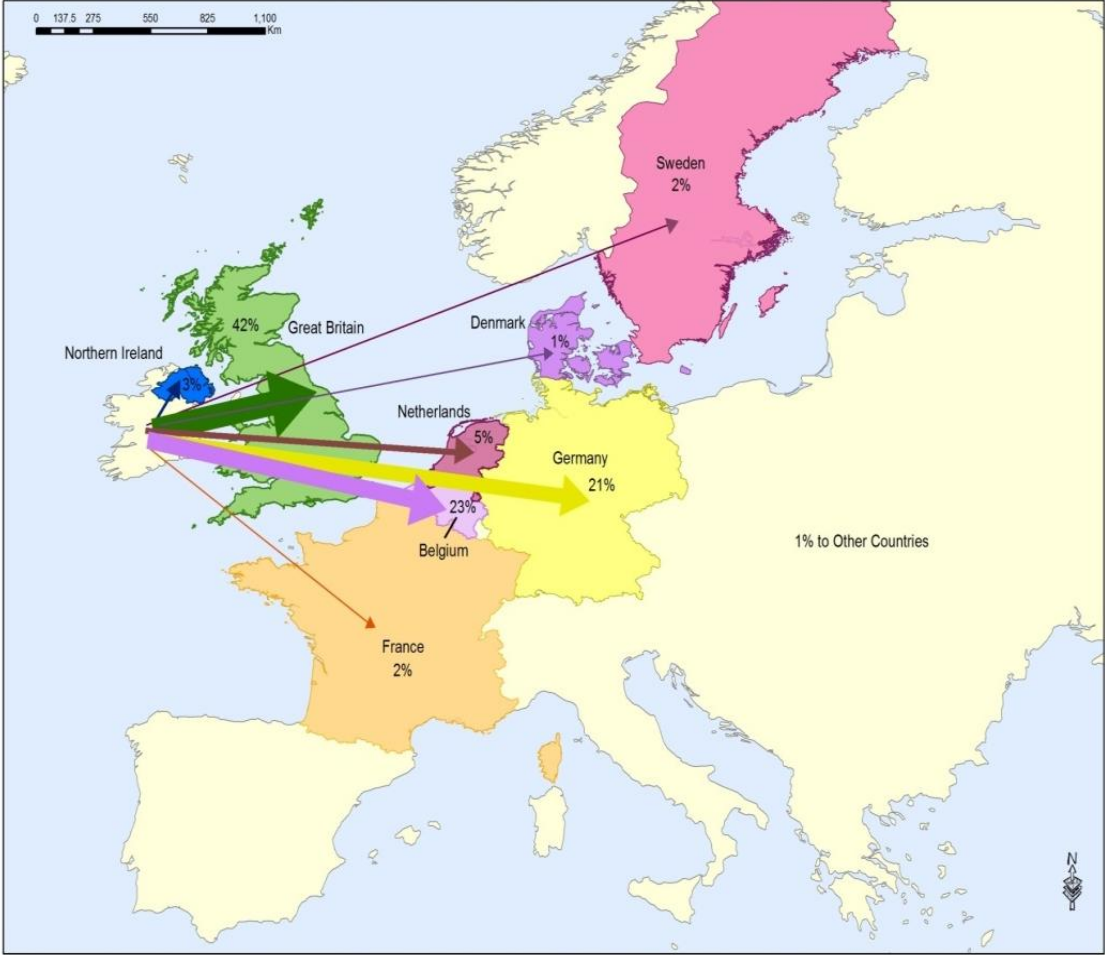 0 137.5 275 550 825 1,100
Km
Sweden
2%
42%
Great Britain
Denmark
1%
Northern Ireland
3%
Netherlands
5%
Germany
21%
23%
Belgium
1% to Other Countries
France
2%
N